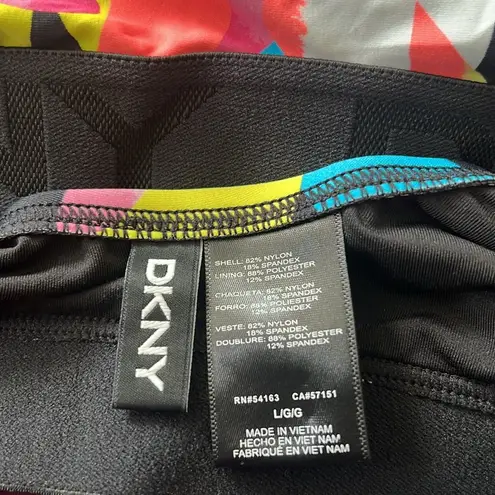 DKNY
SHELL: 82% NYLON
18% SPANDEX
LINING: 88% POLYESTER
12% SPANDEX
CHAQUETA: 82% NYLON
18% SPANDEX
FORRO: 88% POLIESTER
12% SPANDEX
VESTE: 82% NYLON
18% SPANDEX
DOUBLURE: 88% POLYESTER
12% SPANDEX
RN#54163 CA#57151
L/G/G
MADE IN VIETNAM
HECHO EN VIET NAM
FABRIQUÉ EN VIET NAM